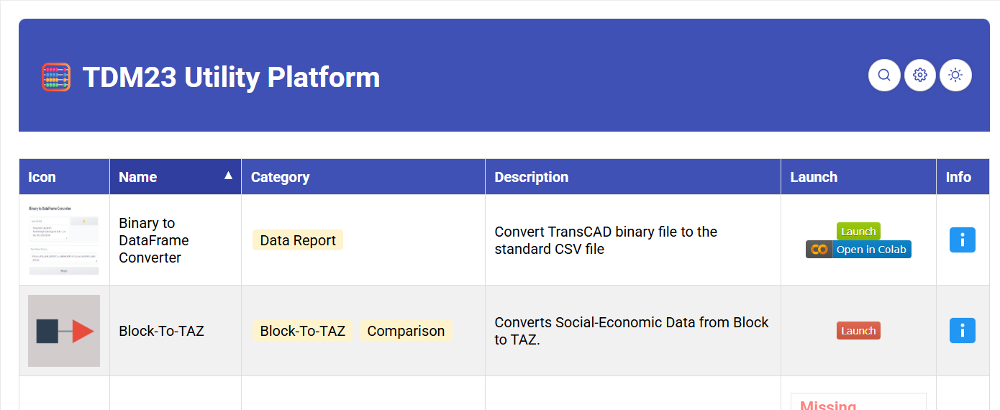 TDM23 Utility Platform
Icon Name ▲ Category Description Launch Info
Binary to DataFrame Converter
Binary to
DataFrame
Converter
Data Report
Convert TransCAD binary file to the
standard CSV file
Launch
Open in Colab
i
Block-To-TAZ
Block-To-TAZ Comparison
Converts Social-Economic Data from Block
to TAZ.
Launch
i
Missing